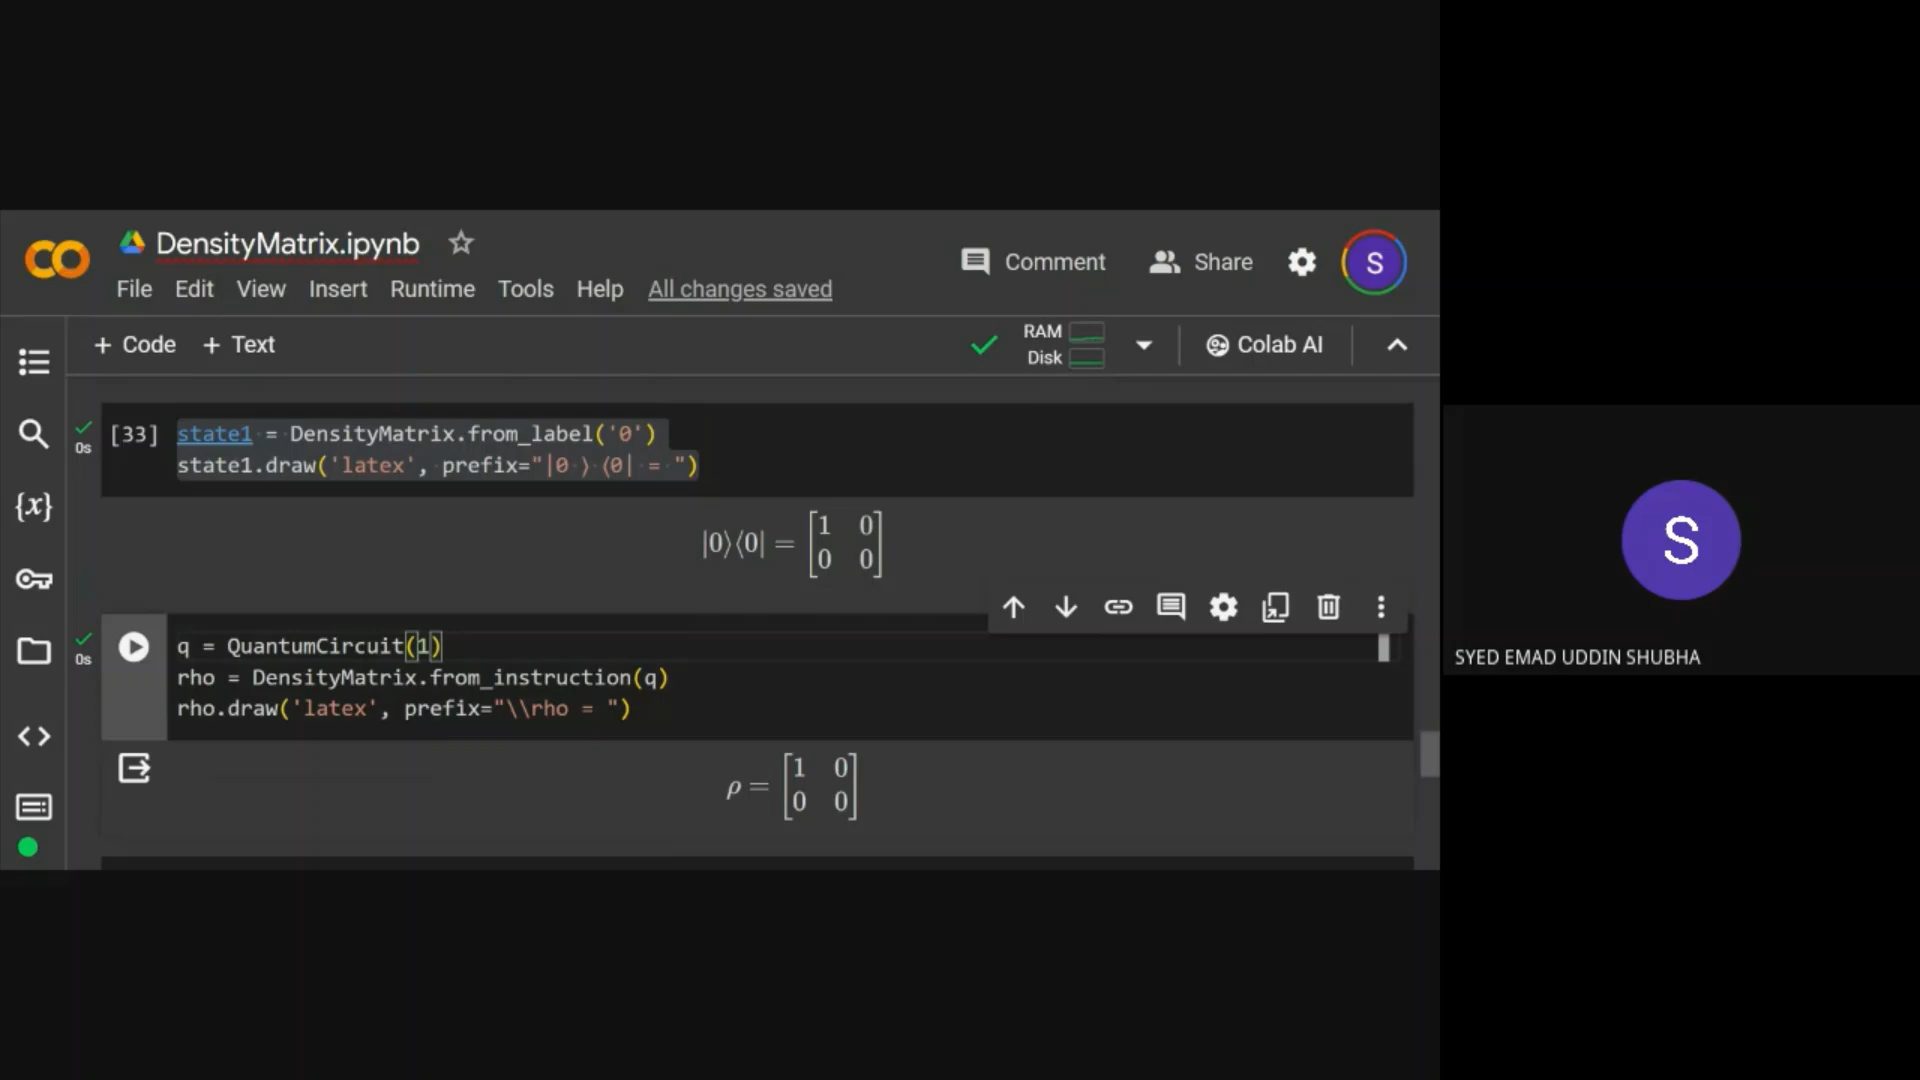 DensityMatrix.ipynb
Comment
Share
S
File Edit View Insert Runtime Tools Help All changes saved
+ Code + Text
RAM
Disk
Colab AI
{x}
0s
[33]
state1 = DensityMatrix.from_label('0')
state1.draw('latex', prefix="|0 ⟩ ⟨0| = ")
|0⟩⟨0| = [1 0
0 0]
0s
q = QuantumCircuit(1)
rho = DensityMatrix.from_instruction(q)
rho.draw('latex', prefix="\\rho = ")
ρ = [1 0
0 0]
S
SYED EMAD UDDIN SHUBHA